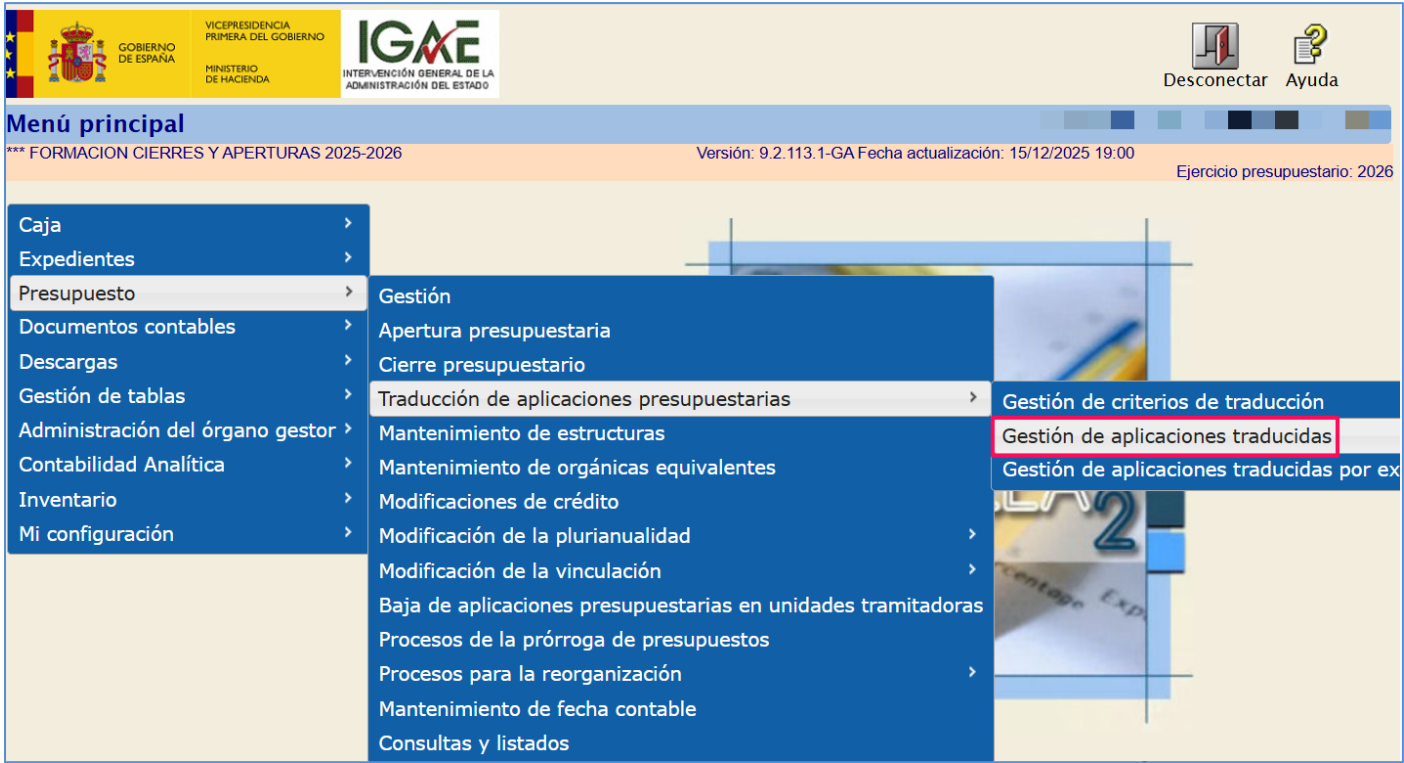 GOBIERNO
DE ESPAÑA
VICEPRESIDENCIA
PRIMERA DEL GOBIERNO
MINISTERIO
DE HACIENDA
IGAE
INTERVENCIÓN GENERAL DE LA
ADMINISTRACIÓN DEL ESTADO
Desconectar Ayuda
Menú principal
*** FORMACION CIERRES Y APERTURAS 2025-2026 Versión: 9.2.113.1-GA Fecha actualización: 15/12/2025 19:00
Ejercicio presupuestario: 2026
Caja
Expedientes
Presupuesto
Documentos contables
Descargas
Gestión de tablas
Administración del órgano gestor
Contabilidad Analítica
Inventario
Mi configuración
Gestión
Apertura presupuestaria
Cierre presupuestario
Traducción de aplicaciones presupuestarias
Mantenimiento de estructuras
Mantenimiento de orgánicas equivalentes
Modificaciones de crédito
Modificación de la plurianualidad
Modificación de la vinculación
Baja de aplicaciones presupuestarias en unidades tramitadoras
Procesos de la prórroga de presupuestos
Procesos para la reorganización
Mantenimiento de fecha contable
Consultas y listados
Gestión de criterios de traducción
Gestión de aplicaciones traducidas
Gestión de aplicaciones traducidas por ex
2